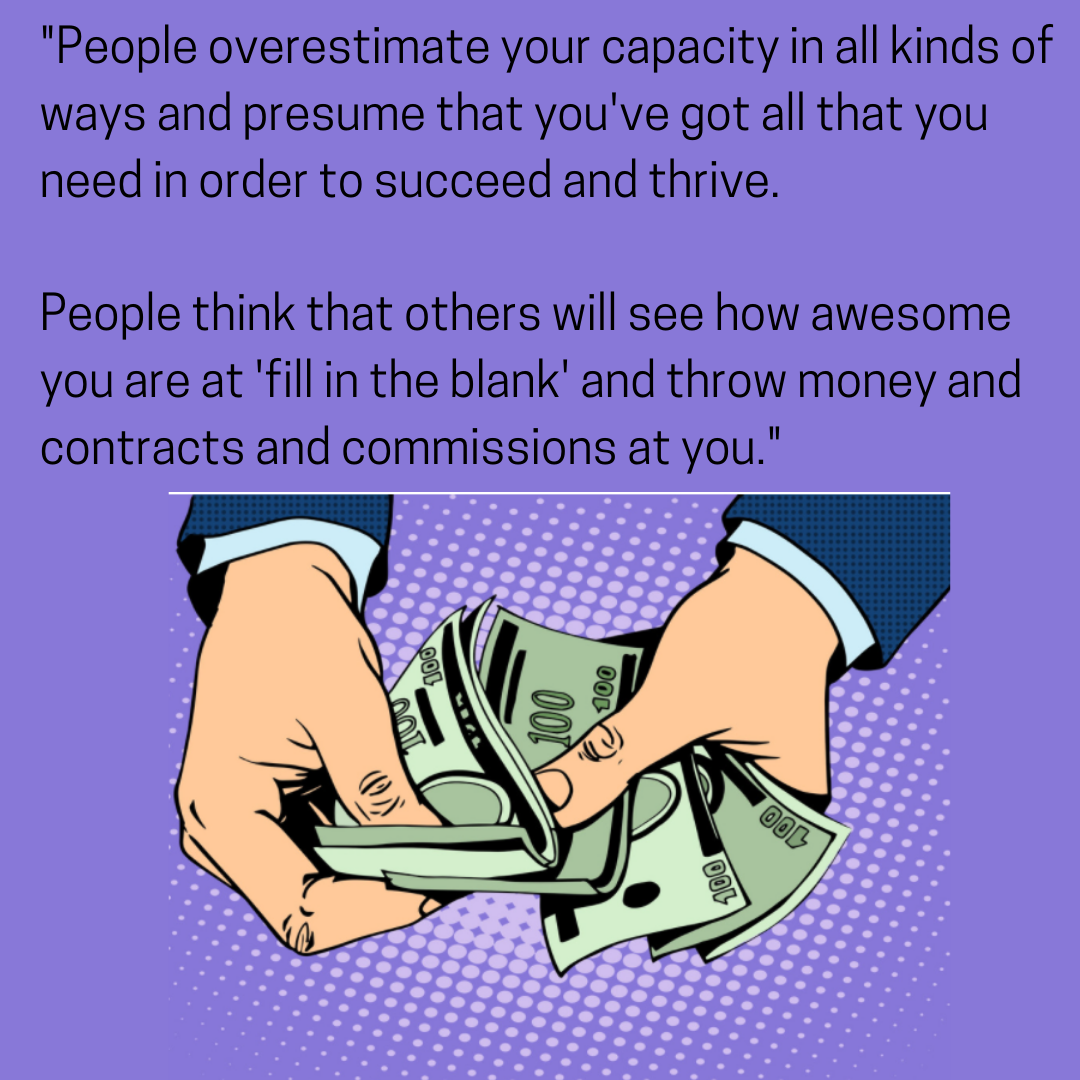 "People overestimate your capacity in all kinds of
ways and presume that you've got all that you
need in order to succeed and thrive.
People think that others will see how awesome
you are at 'fill in the blank' and throw money and
contracts and commissions at you."
100
100
100
100
100
100